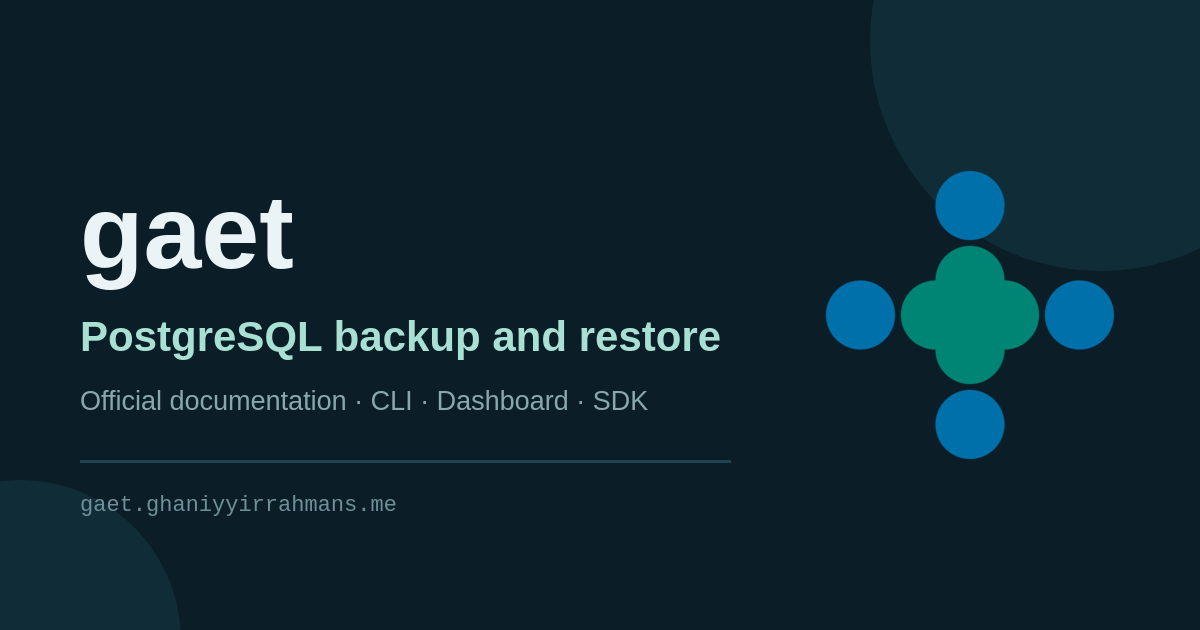 gaet
PostgreSQL backup and restore
Official documentation · CLI · Dashboard · SDK
gaet.ghaniyyirrahmans.me